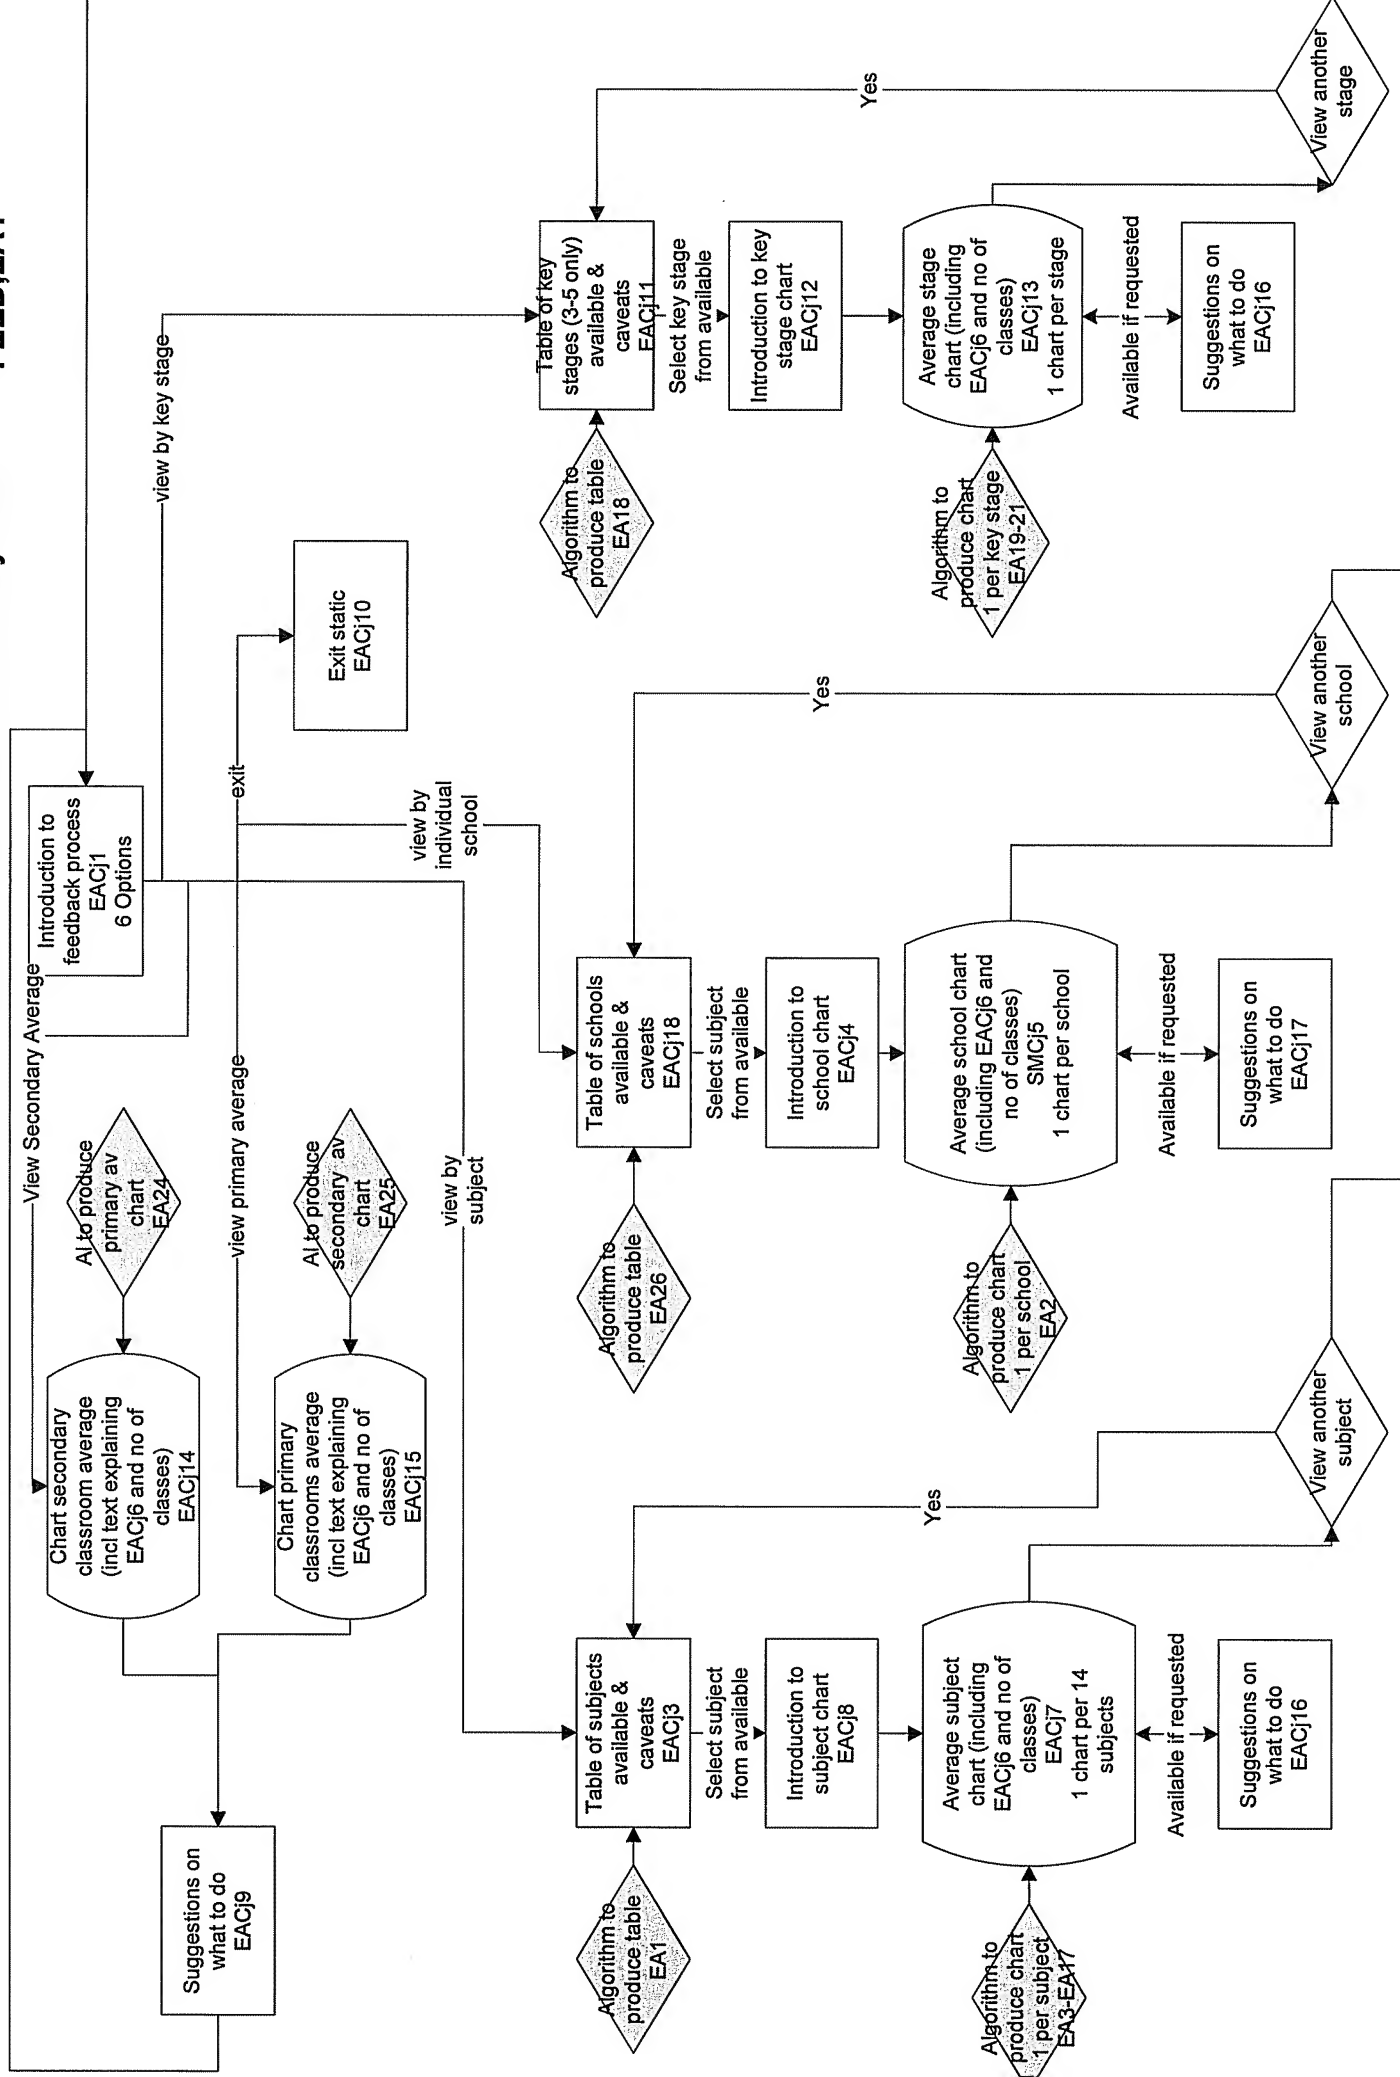 Introduction to
feedback process
EACj1
6 Options
View Secondary Average
view primary average
view by
subject
view by
individual
school
exit
view by key stage
Exit static
EACj10
Chart secondary
classroom average
(incl text explaining
EACj6 and no of
classes)
EACj14
Al to produce
primary av
chart
EA24
Chart primary
classrooms average
(incl text explaining
EACj6 and no of
classes)
EACj15
Al to produce
secondary av
chart
EA25
Suggestions on
what to do
EACj9
Algorithm to
produce table
EA1
Table of subjects
available &
caveats
EACj3
Select subject
from available
Introduction to
subject chart
EACj8
Algorithm to
produce chart
1 per subject
EA3-EA17
Average subject
chart (including
EACj6 and no of
classes)
EACj7
1 chart per 14
subjects
Available if requested
Suggestions on
what to do
EACj16
Yes
View another
subject
Algorithm to
produce table
EA26
Table of schools
available &
caveats
EACj18
Select subject
from available
Introduction to
school chart
EACj4
Algorithm to
produce chart
1 per school
EA2
Average school chart
(including EACj6 and
no of classes)
SMCj5
1 chart per school
Available if requested
Suggestions on
what to do
EACj17
Yes
View another
school
Algorithm to
produce table
EA18
Table of key
stages (3-5 only)
available &
caveats
EACj11
Select key stage
from available
Introduction to key
stage chart
EACj12
Algorithm to
produce chart
1 per key stage
EA19-21
Average stage
chart (including
EACj6 and no of
classes)
EACj13
1 chart per stage
Available if requested
Suggestions on
what to do
EACj16
Yes
View another
stage